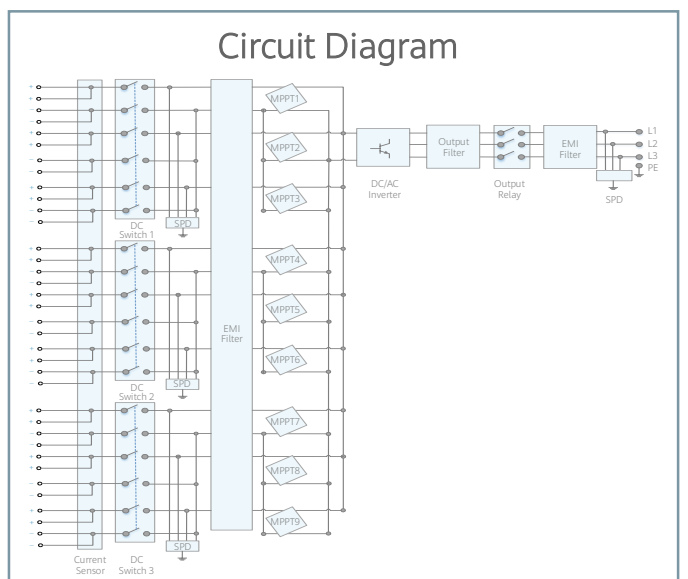 Circuit Diagram
MPPT1
MPPT2
MPPT3
DC
Switch 1
SPD
MPPT4
MPPT5
EMI
Filter
MPPT6
DC
Switch 2
SPD
MPPT7
MPPT8
MPPT9
SPD
Current
Sensor
DC
Switch 3
DC/AC
Inverter
Output
Filter
Output
Relay
EMI
Filter
L1
L2
L3
PE
SPD